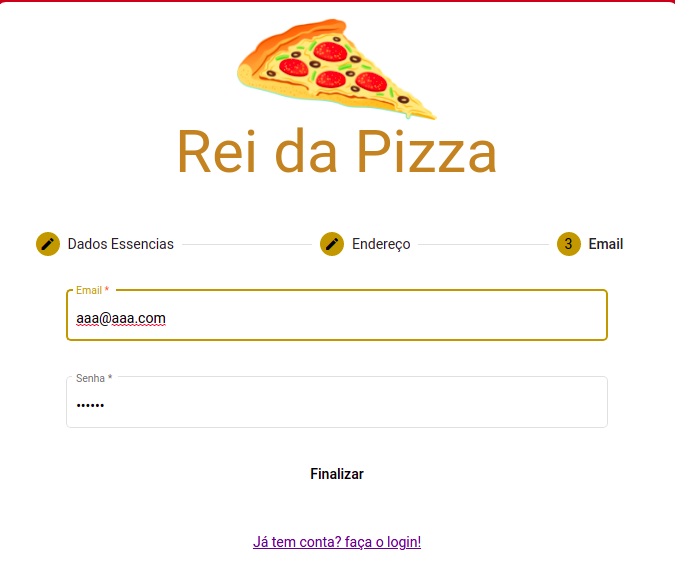 Rei da Pizza
Dados Essencias
Endereço
3 Email
Email *
aaa@aaa.com
Senha *
••••••
Finalizar
Já tem conta? faça o login!